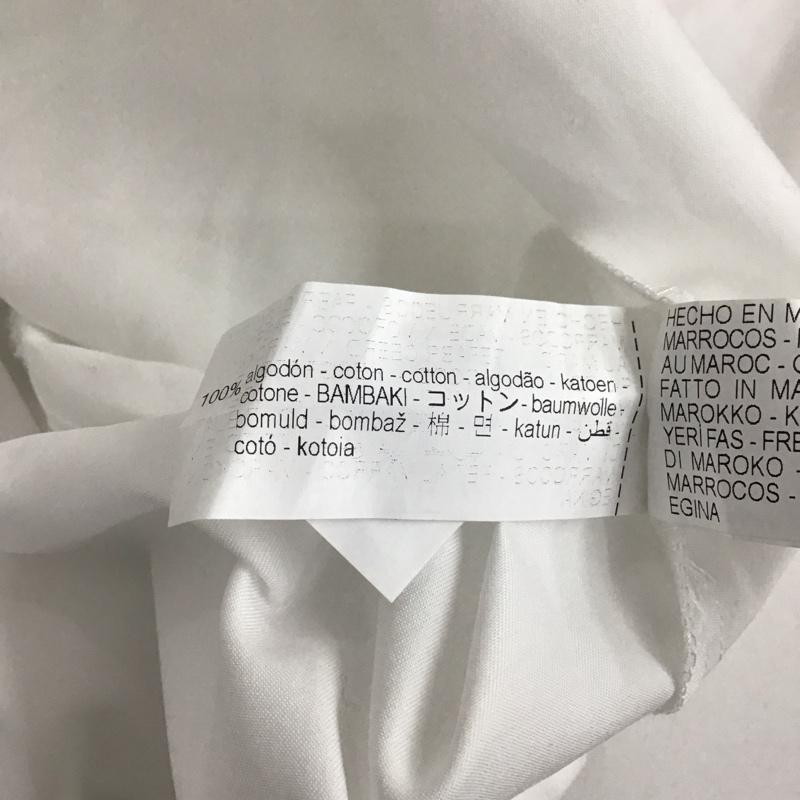 100% algodón - coton - cotton - algodão - katoen -
cotone - BAMBAKI - コットン - baumwolle -
bomuld - bombaž - 棉 - 면 - katun - قطن -
cotó - kotoia
HECHO EN M
MARROCOS -
AU MAROC -
FATTO IN MA
MAROKKO - K
YERİ FAS - FRE
DI MAROKO -
MARROCOS -
EGINA